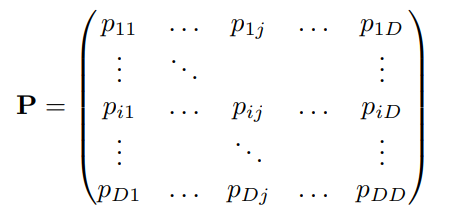 p₁₁ … p₁ⱼ … p₁D
⋮ ⋱ ⋮
P = pᵢ₁ … pᵢⱼ … pᵢD
⋮ ⋱ ⋮
pD₁ … pDⱼ … pDD